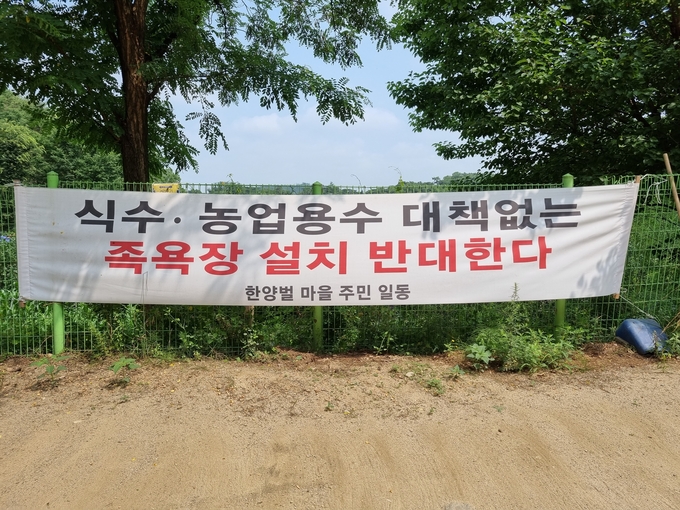 식수· 농업용수 대책없는
족욕장 설치 반대한다
한양벌 마을 주민 일동